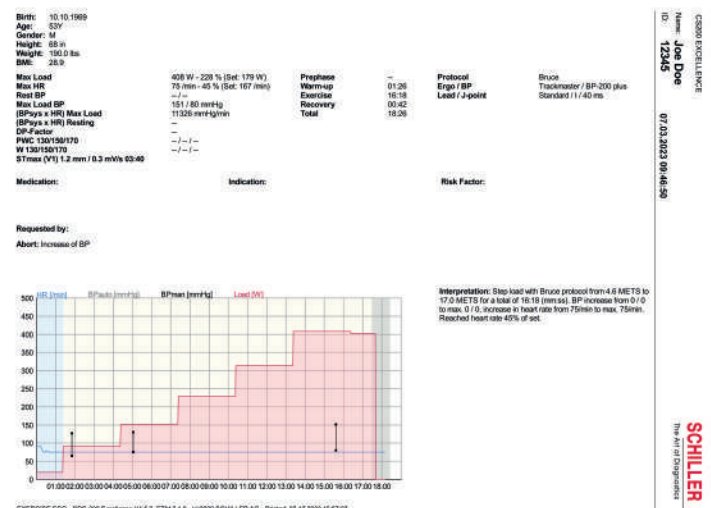 Birth: 10.10.1969
Age: 53Y
Gender: M
Height: 68 in
Weight: 190.0 lbs
BMI: 28.9
Max Load 408 W - 228 % (Set: 179 W)
Max HR 75 /min - 45 % (Set: 167 /min)
Rest BP -- / --
Max Load BP 151 / 80 mmHg
(BPsys x HR) Max Load 11326 mmHg/min
(BPsys x HR) Resting --
DP-Factor --
PWC 130/150/170 -- / -- / --
W 130/150/170 -- / -- / --
STmax (V1) 1.2 mm / 0.3 mV/s 03:40
Prephase --
Warm-up 01:26
Exercise 16:18
Recovery 00:42
Total 18:26
Protocol Bruce
Ergo / BP Trackmaster / BP-200 plus
Lead / J-point Standard / I / 40 ms
Medication: Indication: Risk Factor:
Requested by:
Abort: Increase of BP
HR [/min] BPauto [mmHg] BPman [mmHg] Load [W]
500
450
400
350
300
250
200
150
100
50
0
01:00 02:00 03:00 04:00 05:00 06:00 07:00 08:00 09:00 10:00 11:00 12:00 13:00 14:00 15:00 16:00 17:00 18:00
Interpretation: Step load with Bruce protocol from 4.6 METS to
17.0 METS for a total of 16:18 (mm:ss). BP increase from 0 / 0
to max. 0 / 0, increase in heart rate from 75/min to max. 75/min.
Reached heart rate 45% of set.
CS200 EXCELLENCE
Name: Joe Doe
ID: 12345
07.03.2023 09:46:50
SCHILLER
The Art of Diagnostics